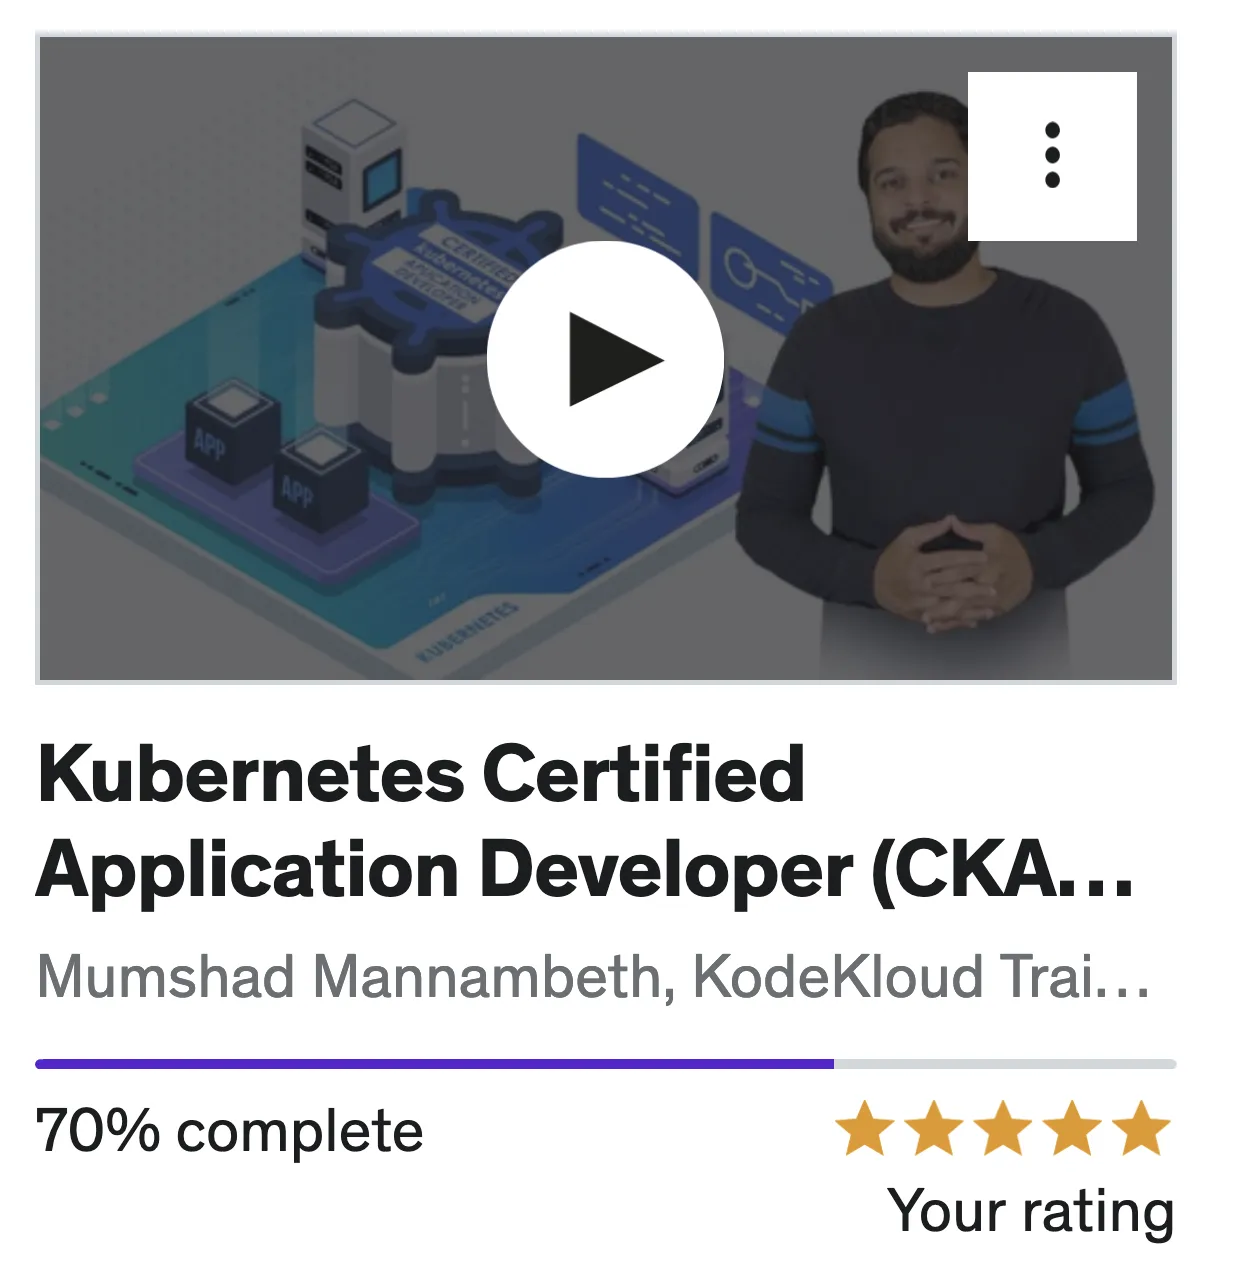 CERTIFIED
kubernetes
APPLICATION
DEVELOPER
APP
APP
KUBERNETES
Kubernetes Certified
Application Developer (CKA...
Mumshad Mannambeth, KodeKloud Trai...
70% complete
Your rating